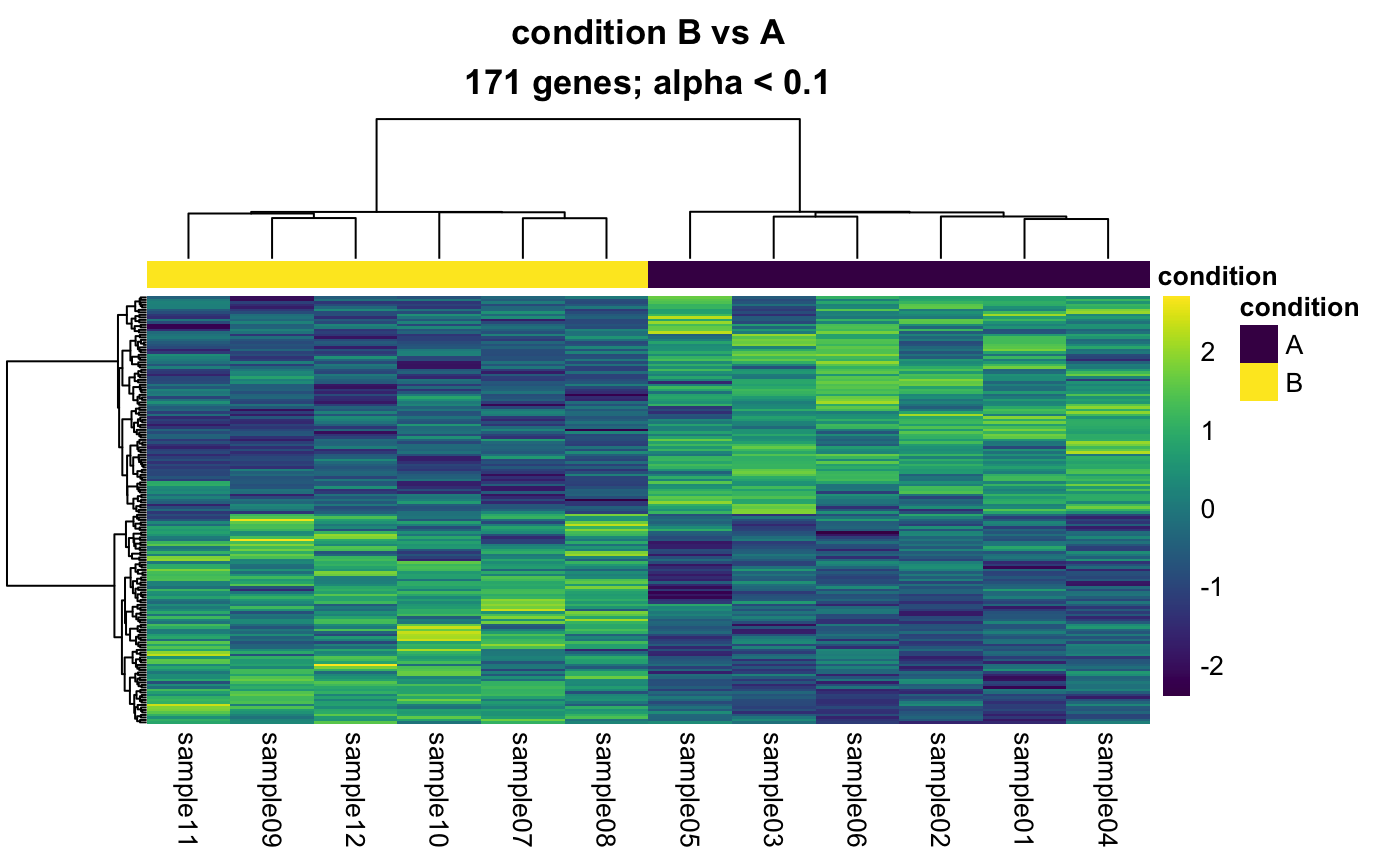 condition B vs A
171 genes; alpha < 0.1
condition
condition
A
B
2
1
0
-1
-2
sample11
sample09
sample12
sample10
sample07
sample08
sample05
sample03
sample06
sample02
sample01
sample04